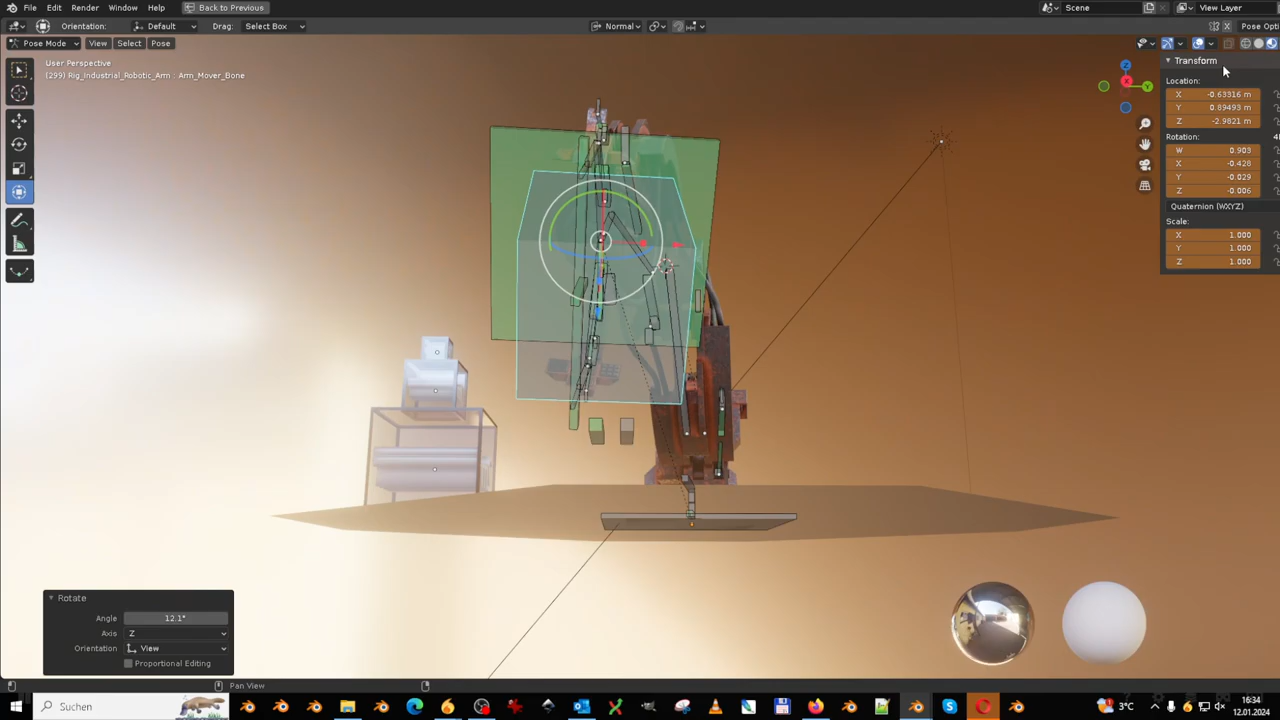 File Edit Render Window Help Back to Previous Scene View Layer
Orientation: Default Drag: Select Box Normal Pose Opti
Pose Mode View Select Pose
User Perspective
(299) Rig_Industrial_Robotic_Arm : Arm_Mover_Bone
Z
X
Y
Transform
Location:
X -0.63316 m
Y 0.89493 m
Z -2.9821 m
Rotation: 4
W 0.903
X -0.428
Y -0.029
Z -0.006
Quaternion (WXYZ)
Scale:
X 1.000
Y 1.000
Z 1.000
Rotate
Angle 12.1°
Axis Z
Orientation View
Proportional Editing
Pan View
Suchen
3°C
16:34
12.01.2024